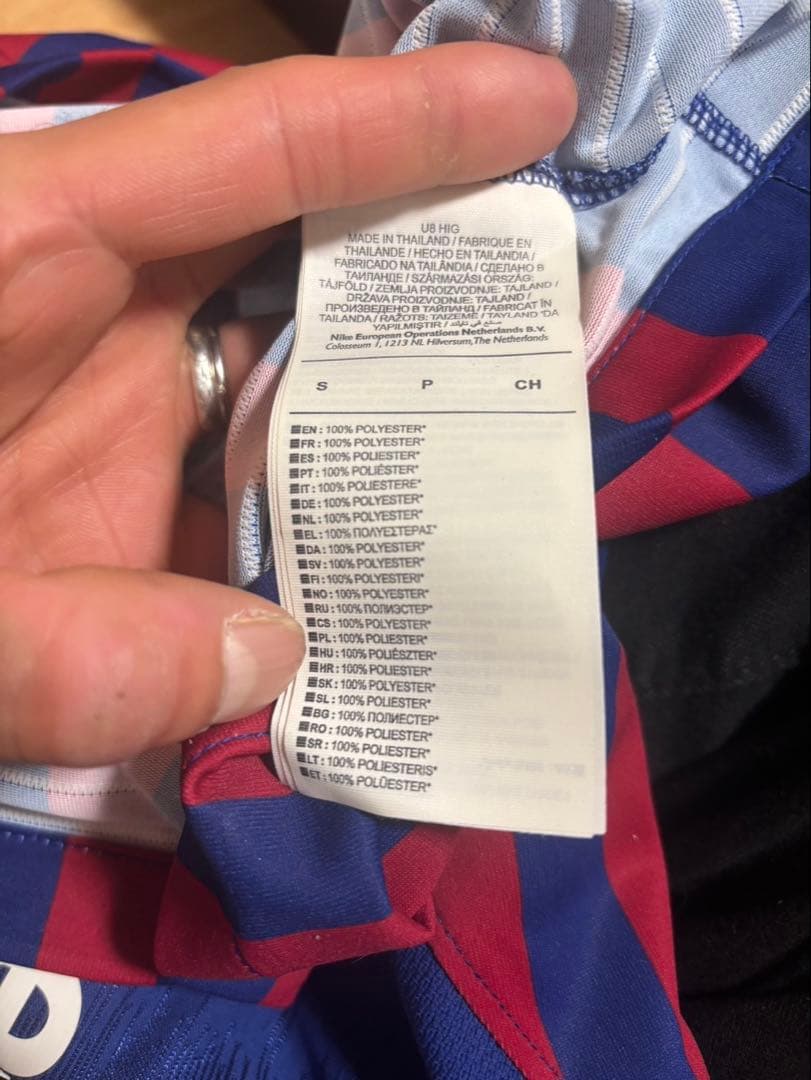 U8 HIG
MADE IN THAILAND / FABRIQUE EN
THAILANDE / HECHO EN TAILANDIA /
FABRICADO NA TAILÂNDIA / СДЕЛАНО В
ТАИЛАНДЕ / SZÁRMAZÁSI ORSZÁG:
TÁJFÖLD / ZEMLJA PROIZVODNJE: TAJLAND /
DRŽAVA PROIZVODNJE: TAJLAND /
ПРОИЗВЕДЕНО В ТАЙЛАНД / FABRICAT ÎN
TAILANDA / RAŽOTS: TAIZEMĒ / TAYLAND 'DA
YAPILMIŞTIR / صنع في تايلاند
Nike European Operations Netherlands B.V.
Colosseum 1, 1213 NL Hilversum, The Netherlands
S P CH
EN : 100% POLYESTER*
FR : 100% POLYESTER*
ES : 100% POLIESTER*
PT : 100% POLIÉSTER*
IT : 100% POLIESTERE*
DE : 100% POLYESTER*
NL : 100% POLYESTER*
EL : 100% ΠΟΛΥΕΣΤΕΡΑΣ*
DA : 100% POLYESTER*
SV : 100% POLYESTER*
FI : 100% POLYESTERI*
NO : 100% POLYESTER*
RU : 100% ПОЛИЭСТЕР*
CS : 100% POLYESTER*
PL : 100% POLIESTER*
HU : 100% POLIÉSZTER*
HR : 100% POLIESTER*
SK : 100% POLYESTER*
SL : 100% POLIESTER*
BG : 100% ПОЛИЕСТЕР*
RO : 100% POLIESTER*
SR : 100% POLIESTER*
LT : 100% POLIESTERIS*
ET : 100% POLÜESTER*